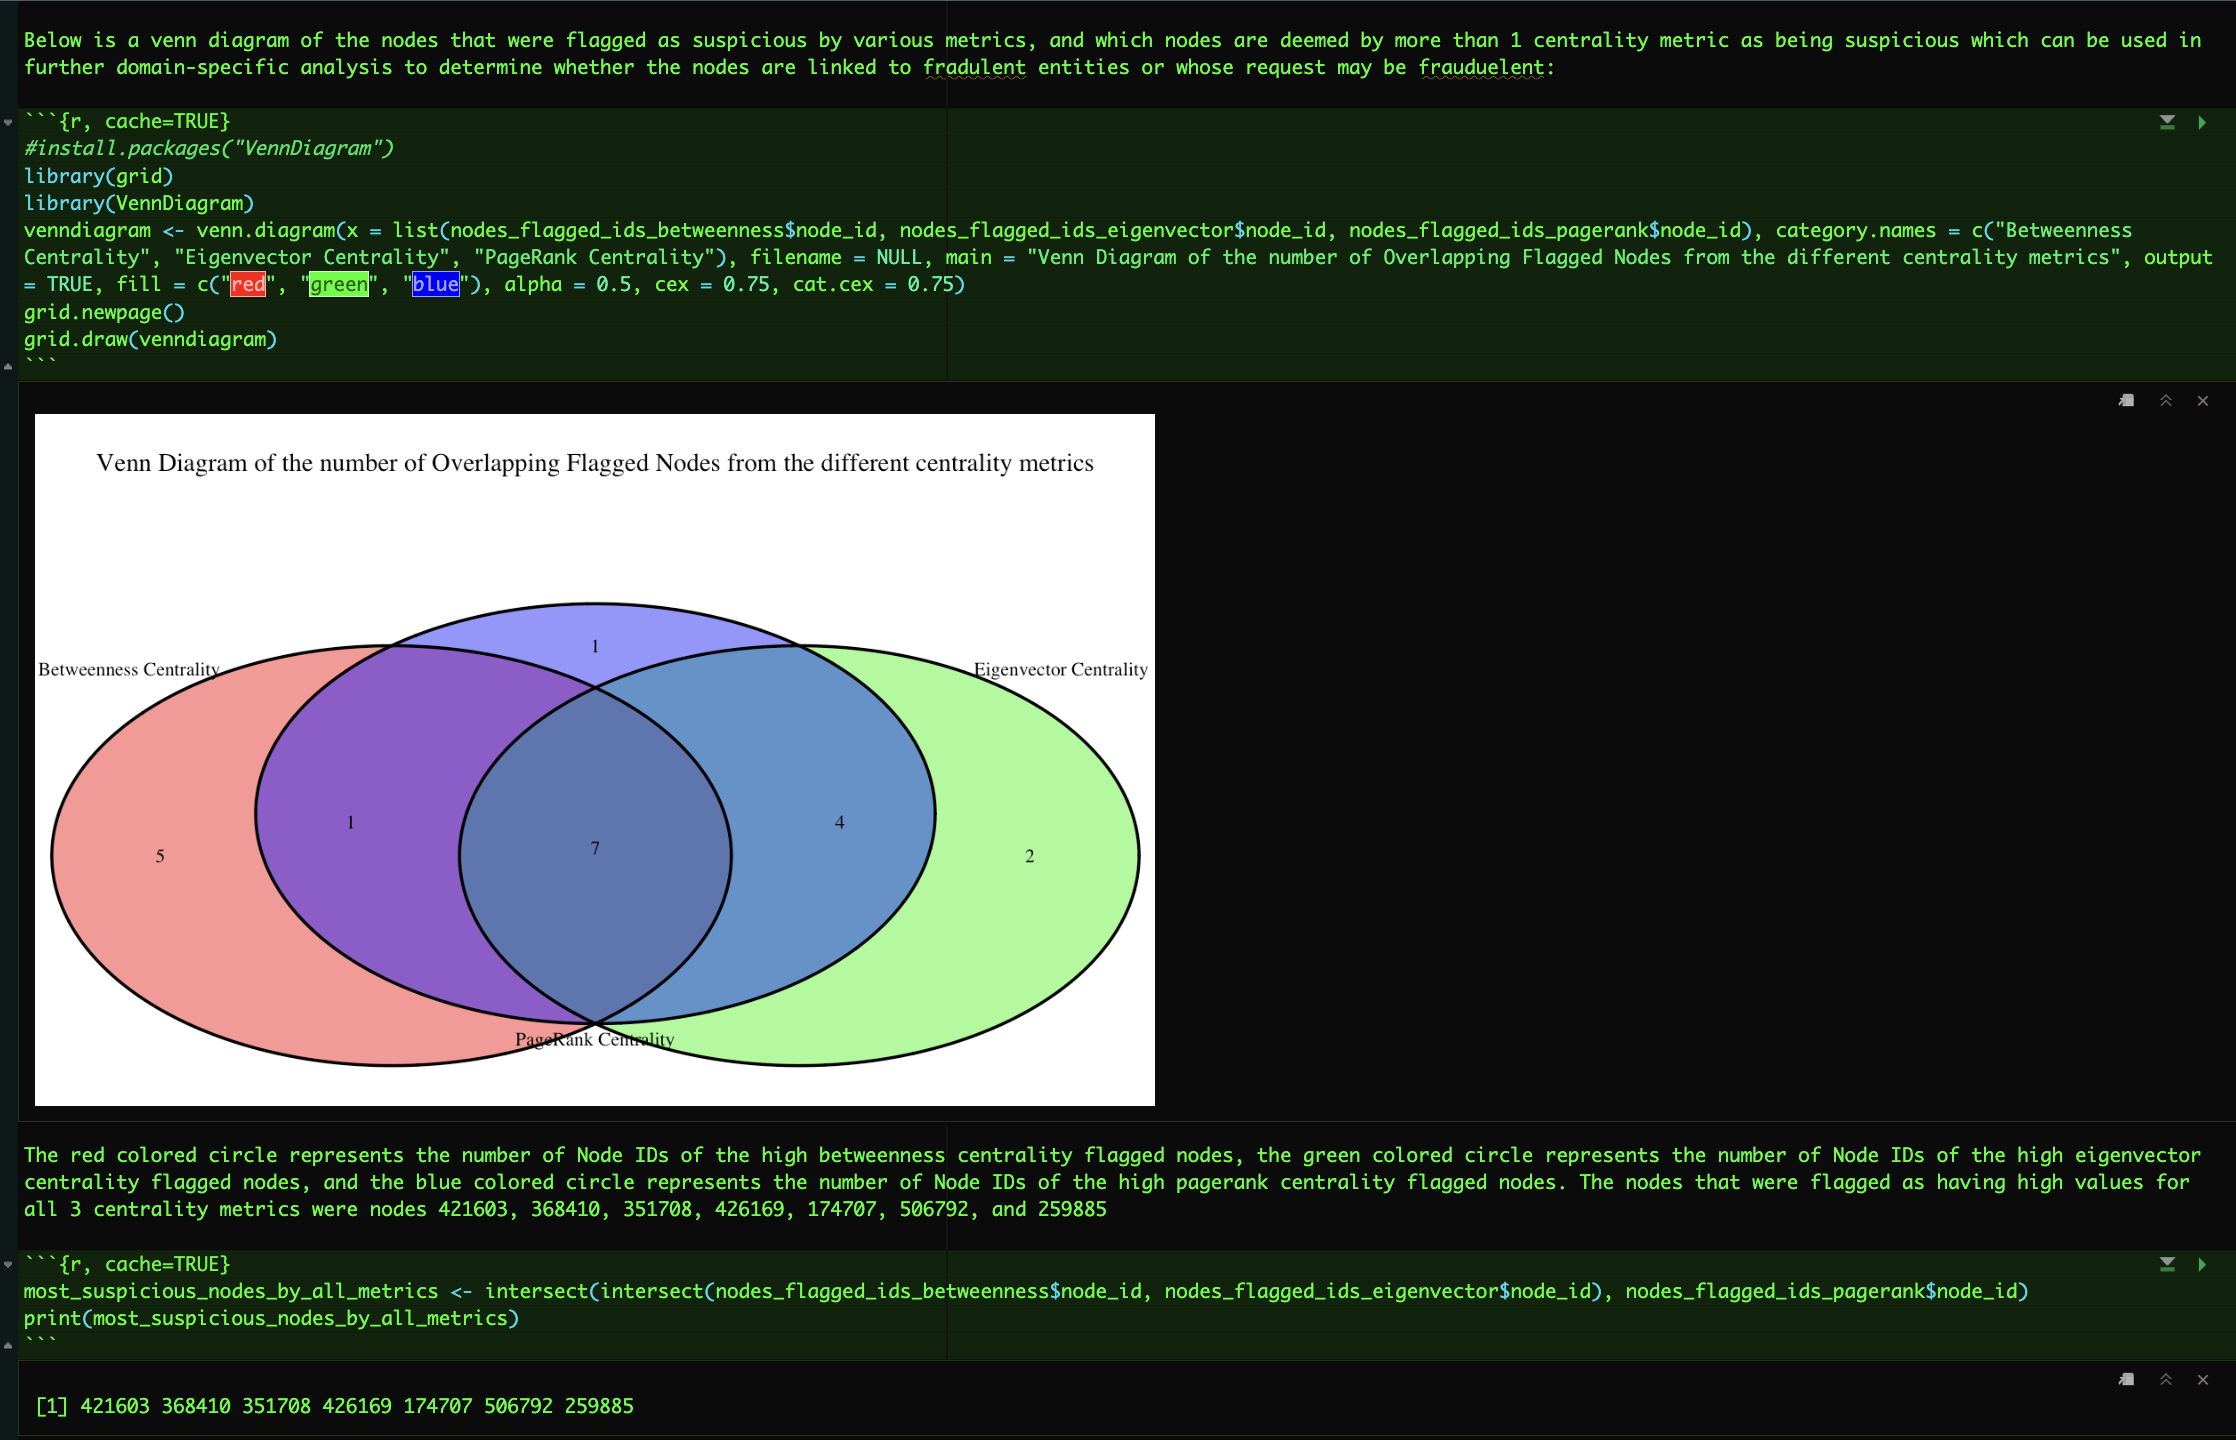 Below is a venn diagram of the nodes that were flagged as suspicious by various metrics, and which nodes are deemed by more than 1 centrality metric as being suspicious which can be used in
further domain-specific analysis to determine whether the nodes are linked to fradulent entities or whose request may be frauduelent:
```{r, cache=TRUE}
#install.packages("VennDiagram")
library(grid)
library(VennDiagram)
venndiagram <- venn.diagram(x = list(nodes_flagged_ids_betweenness$node_id, nodes_flagged_ids_eigenvector$node_id, nodes_flagged_ids_pagerank$node_id), category.names = c("Betweenness
Centrality", "Eigenvector Centrality", "PageRank Centrality"), filename = NULL, main = "Venn Diagram of the number of Overlapping Flagged Nodes from the different centrality metrics", output
= TRUE, fill = c("red", "green", "blue"), alpha = 0.5, cex = 0.75, cat.cex = 0.75)
grid.newpage()
grid.draw(venndiagram)
```
Venn Diagram of the number of Overlapping Flagged Nodes from the different centrality metrics
1
Betweenness Centrality
Eigenvector Centrality
1
4
7
5
2
PageRank Centrality
The red colored circle represents the number of Node IDs of the high betweenness centrality flagged nodes, the green colored circle represents the number of Node IDs of the high eigenvector
centrality flagged nodes, and the blue colored circle represents the number of Node IDs of the high pagerank centrality flagged nodes. The nodes that were flagged as having high values for
all 3 centrality metrics were nodes 421603, 368410, 351708, 426169, 174707, 506792, and 259885
```{r, cache=TRUE}
most_suspicious_nodes_by_all_metrics <- intersect(intersect(nodes_flagged_ids_betweenness$node_id, nodes_flagged_ids_eigenvector$node_id), nodes_flagged_ids_pagerank$node_id)
print(most_suspicious_nodes_by_all_metrics)
```
[1] 421603 368410 351708 426169 174707 506792 259885